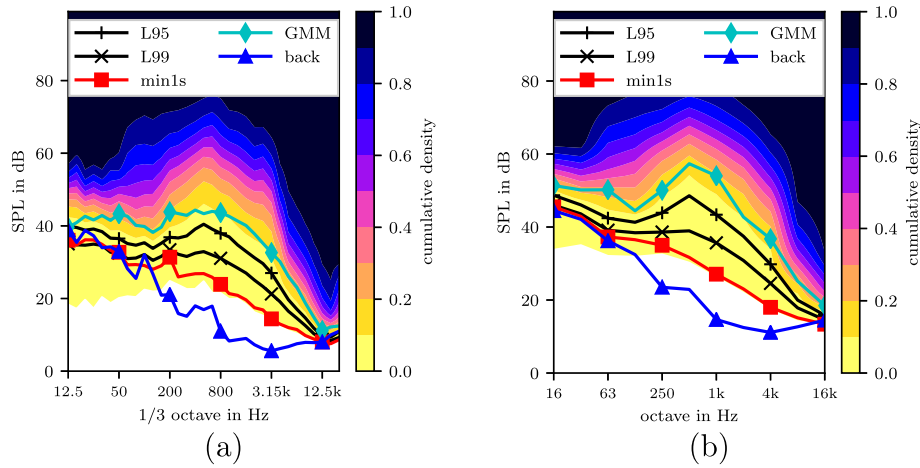 L95
L99
min1s
GMM
back
SPL in dB
0
20
40
60
80
12.5 50 200 800 3.15k 12.5k
1/3 octave in Hz
0.0
0.2
0.4
0.6
0.8
1.0
cumulative density
(a)
L95
L99
min1s
GMM
back
SPL in dB
0
20
40
60
80
16 63 250 1k 4k 16k
octave in Hz
0.0
0.2
0.4
0.6
0.8
1.0
cumulative density
(b)